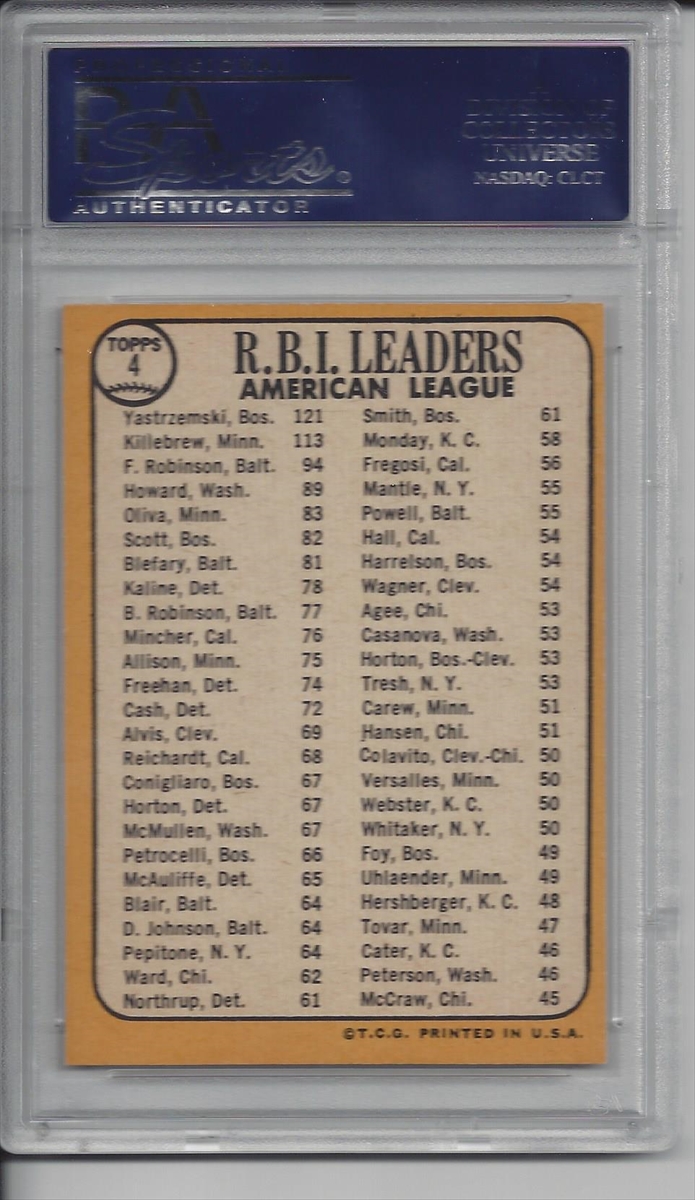 PROFESSIONAL
PSA
Sports®
AUTHENTICATOR
A
DIVISION OF
COLLECTORS
UNIVERSE
NASDAQ: CLCT
TOPPS
4
R.B.I. LEADERS
AMERICAN LEAGUE
Yastrzemski, Bos. 121
Killebrew, Minn. 113
F. Robinson, Balt. 94
Howard, Wash. 89
Oliva, Minn. 83
Scott, Bos. 82
Blefary, Balt. 81
Kaline, Det. 78
B. Robinson, Balt. 77
Mincher, Cal. 76
Allison, Minn. 75
Freehan, Det. 74
Cash, Det. 72
Alvis, Clev. 69
Reichardt, Cal. 68
Conigliaro, Bos. 67
Horton, Det. 67
McMullen, Wash. 67
Petrocelli, Bos. 66
McAuliffe, Det. 65
Blair, Balt. 64
D. Johnson, Balt. 64
Pepitone, N. Y. 64
Ward, Chi. 62
Northrup, Det. 61
Smith, Bos. 61
Monday, K. C. 58
Fregosi, Cal. 56
Mantle, N. Y. 55
Powell, Balt. 55
Hall, Cal. 54
Harrelson, Bos. 54
Wagner, Clev. 54
Agee, Chi. 53
Casanova, Wash. 53
Horton, Bos.-Clev. 53
Tresh, N. Y. 53
Carew, Minn. 51
Hansen, Chi. 51
Colavito, Clev.-Chi. 50
Versalles, Minn. 50
Webster, K. C. 50
Whitaker, N. Y. 50
Foy, Bos. 49
Uhlaender, Minn. 49
Hershberger, K. C. 48
Tovar, Minn. 47
Cater, K. C. 46
Peterson, Wash. 46
McCraw, Chi. 45
©T.C.G. PRINTED IN U.S.A.